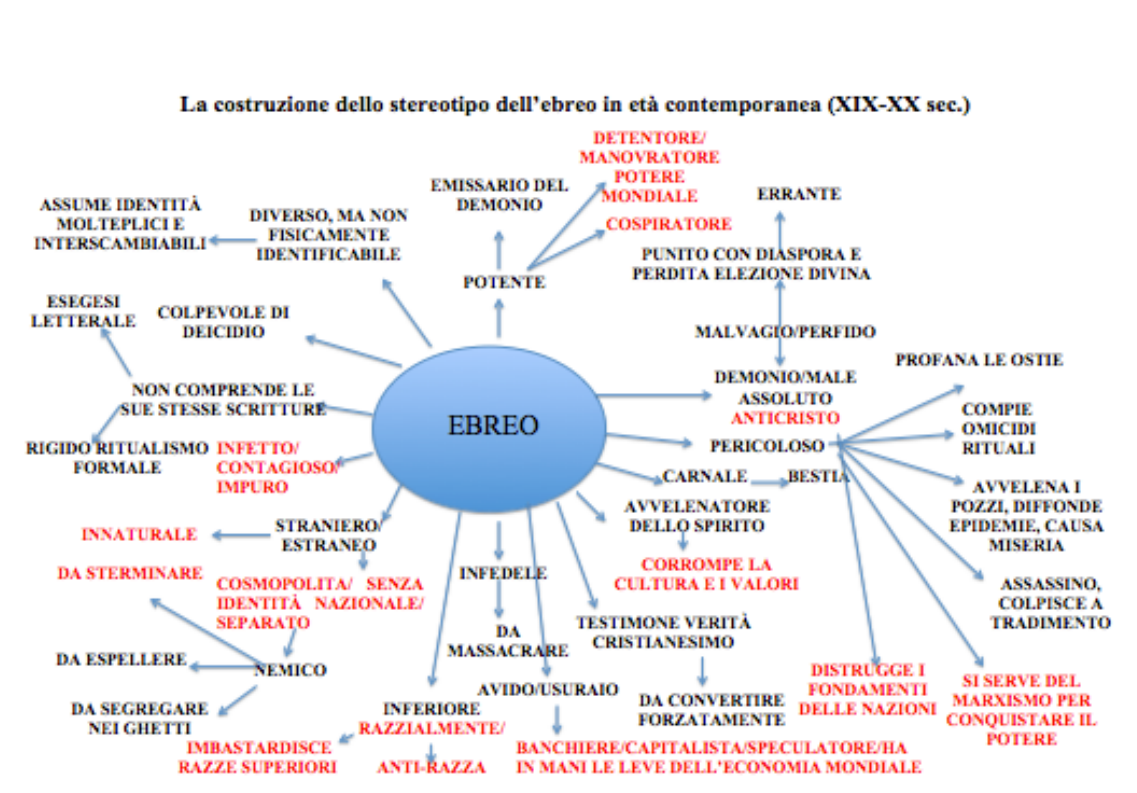 La costruzione dello stereotipo dell'ebreo in età contemporanea (XIX-XX sec.)
DETENTORE/
MANOVRATORE
POTERE
MONDIALE
EMISSARIO DEL
DEMONIO
ERRANTE
ASSUME IDENTITÀ
MOLTEPLICI E
INTERSCAMBIABILI
DIVERSO, MA NON
FISICAMENTE
IDENTIFICABILE
COSPIRATORE
PUNITO CON DIASPORA E
PERDITA ELEZIONE DIVINA
POTENTE
ESEGESI
LETTERALE
COLPEVOLE DI
DEICIDIO
MALVAGIO/PERFIDO
PROFANA LE OSTIE
DEMONIO/MALE
ASSOLUTO
ANTICRISTO
NON COMPRENDE LE
SUE STESSE SCRITTURE
EBREO
COMPIE
OMICIDI
RITUALI
RIGIDO RITUALISMO
FORMALE
INFETTO/
CONTAGIOSO/
IMPURO
PERICOLOSO
CARNALE
BESTIA
AVVELENA I
POZZI, DIFFONDE
EPIDEMIE, CAUSA
MISERIA
AVVELENATORE
DELLO SPIRITO
INNATURALE
STRANIERO/
ESTRANEO
CORROMPE LA
CULTURA E I VALORI
DA STERMINARE
COSMOPOLITA/ SENZA
IDENTITÀ NAZIONALE/
SEPARATO
INFEDELE
ASSASSINO,
COLPISCE A
TRADIMENTO
DA
MASSACRARE
TESTIMONE VERITÀ
CRISTIANESIMO
DA ESPELLERE
NEMICO
DISTRUGGE I
FONDAMENTI
DELLE NAZIONI
SI SERVE DEL
MARXISMO PER
CONQUISTARE IL
POTERE
AVIDO/USURAIO
DA CONVERTIRE
FORZATAMENTE
DA SEGREGARE
NEI GHETTI
INFERIORE
RAZZIALMENTE/
IMBASTARDISCE
RAZZE SUPERIORI
ANTI-RAZZA
BANCHIERE/CAPITALISTA/SPECULATORE/HA
IN MANI LE LEVE DELL'ECONOMIA MONDIALE